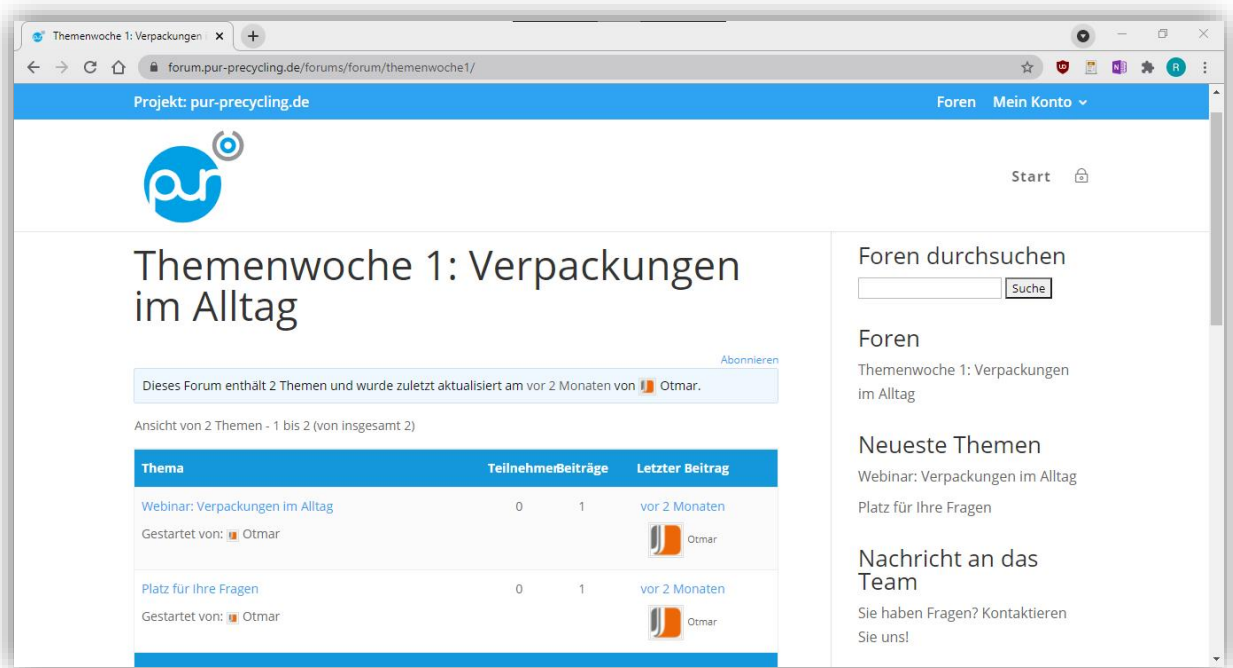 Themenwoche 1: Verpackungen
forum.pur-precycling.de/forums/forum/themenwoche1/
R
Projekt: pur-precycling.de
Foren Mein Konto
pur
Start
Themenwoche 1: Verpackungen
im Alltag
Abonnieren
Dieses Forum enthält 2 Themen und wurde zuletzt aktualisiert am vor 2 Monaten von Otmar.
Ansicht von 2 Themen - 1 bis 2 (von insgesamt 2)
Thema Teilnehmer Beiträge Letzter Beitrag
Webinar: Verpackungen im Alltag 0 1 vor 2 Monaten
Gestartet von: Otmar
Otmar
Platz für Ihre Fragen 0 1 vor 2 Monaten
Gestartet von: Otmar
Otmar
Foren durchsuchen
Suche
Foren
Themenwoche 1: Verpackungen
im Alltag
Neueste Themen
Webinar: Verpackungen im Alltag
Platz für Ihre Fragen
Nachricht an das
Team
Sie haben Fragen? Kontaktieren
Sie uns!